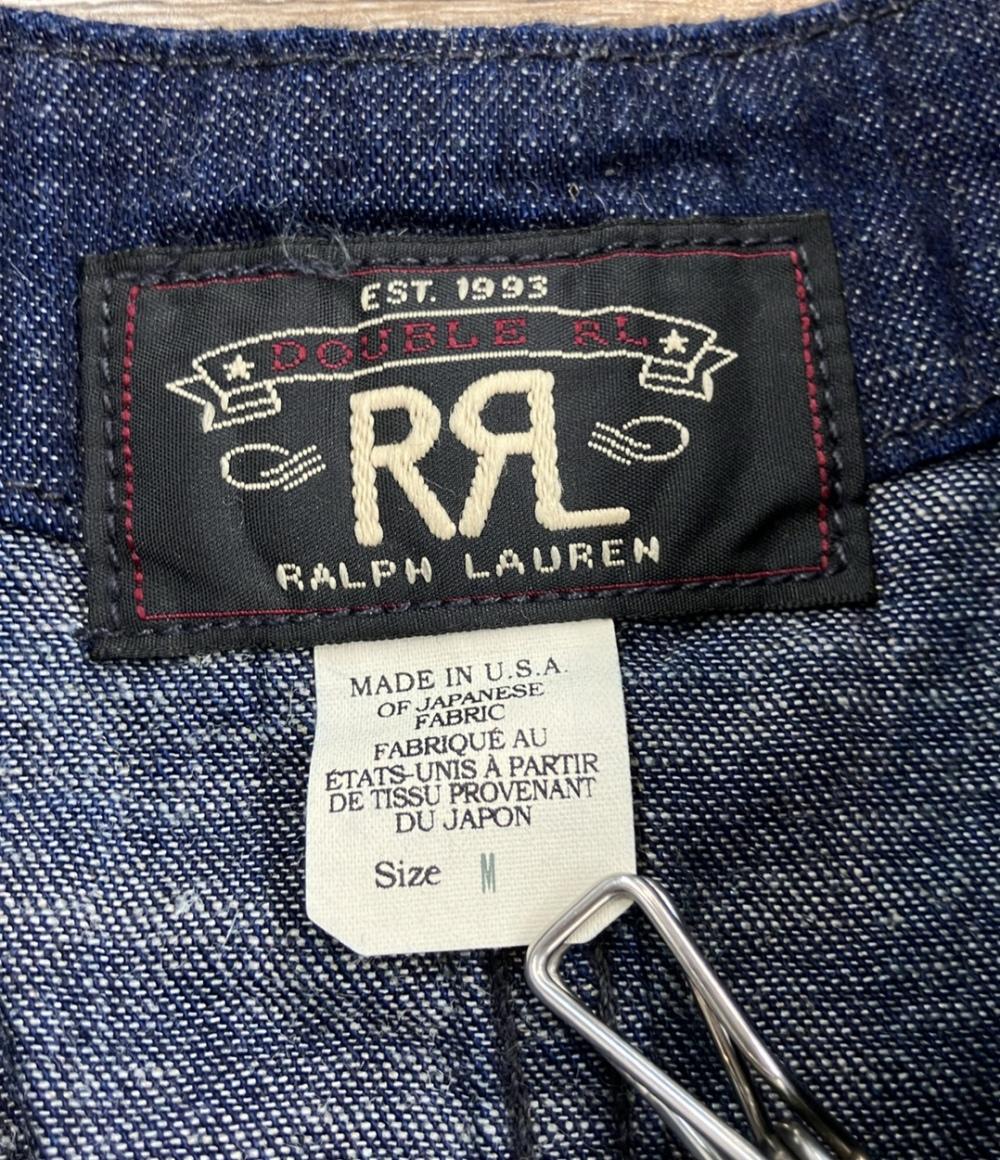 EST. 1993
DOUBLE RL
RRL
RALPH LAUREN
MADE IN U.S.A.
OF JAPANESE
FABRIC
FABRIQUÉ AU
ÉTATS-UNIS À PARTIR
DE TISSU PROVENANT
DU JAPON
Size M